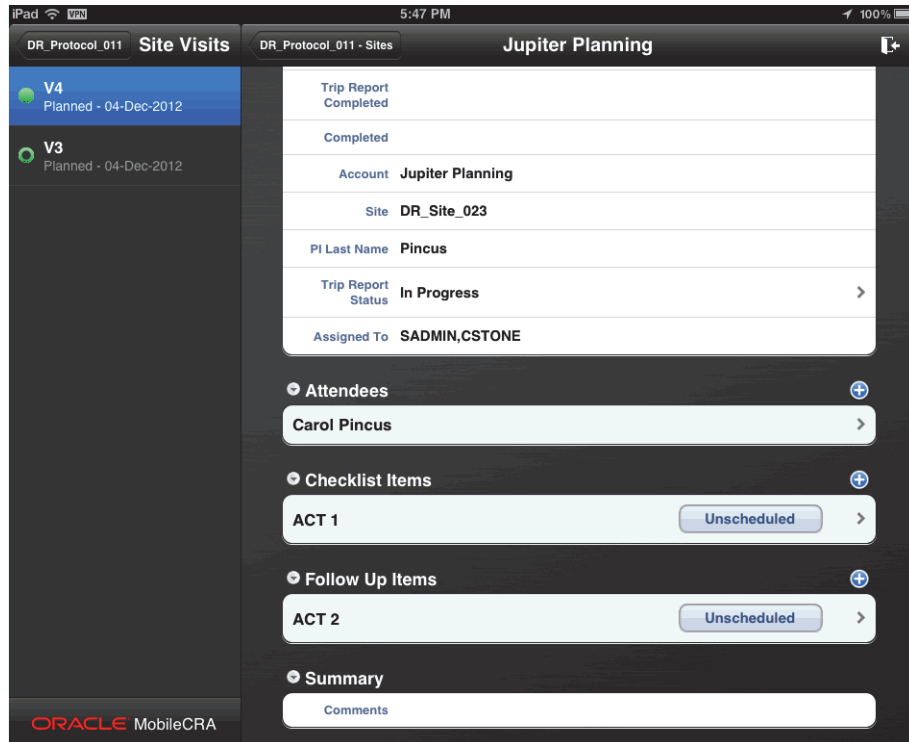 iPad VPN 5:47 PM 100%
DR_Protocol_011 Site Visits DR_Protocol_011 - Sites Jupiter Planning
V4
Planned - 04-Dec-2012
V3
Planned - 04-Dec-2012
Trip Report
Completed
Completed
Account Jupiter Planning
Site DR_Site_023
PI Last Name Pincus
Trip Report
Status In Progress
Assigned To SADMIN,CSTONE
Attendees
Carol Pincus
Checklist Items
ACT 1 Unscheduled
Follow Up Items
ACT 2 Unscheduled
Summary
Comments
ORACLE MobileCRA